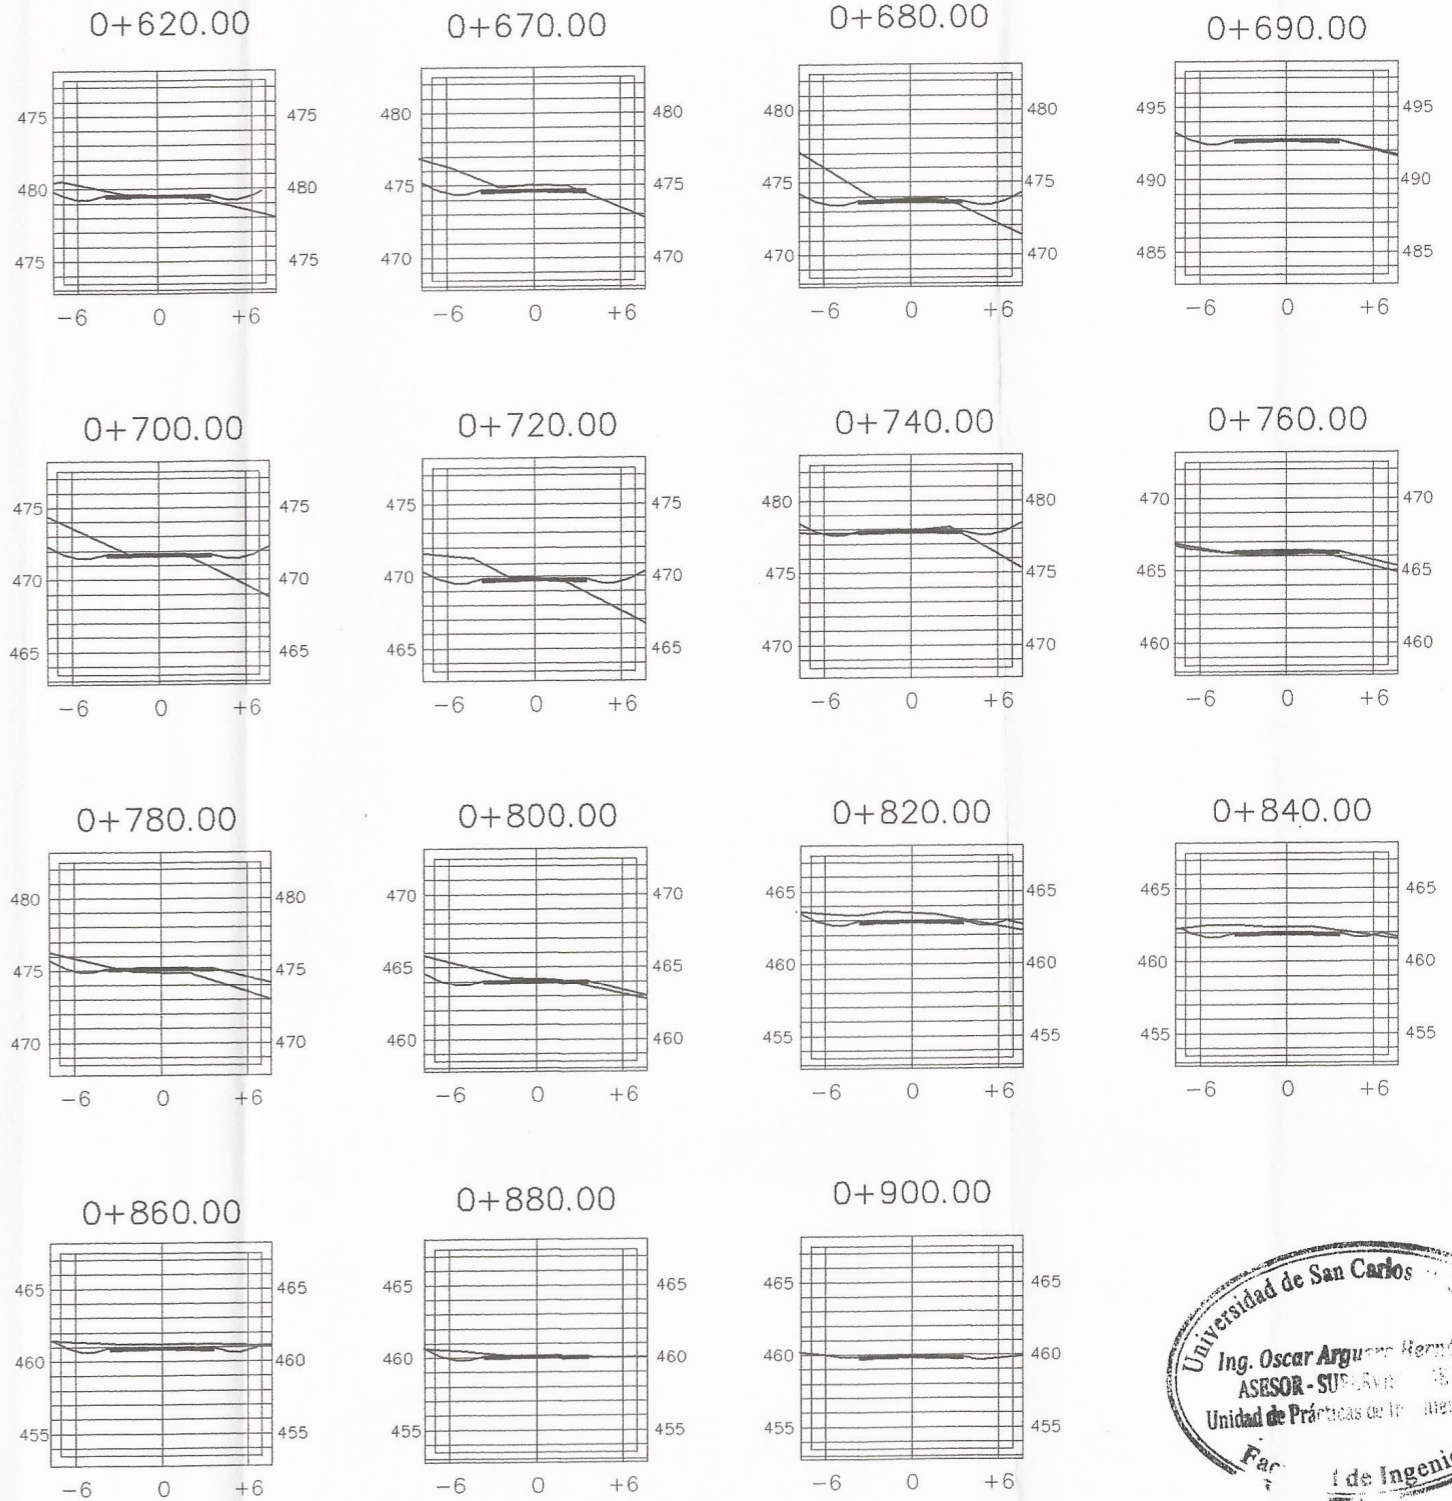 0+620.00 0+670.00 0+680.00 0+690.00
475 475 480 480 480 480 495 495
480 480 475 475 475 475 490 490
475 475 470 470 470 470 485 485
-6 0 +6 -6 0 +6 -6 0 +6 -6 0 +6
0+700.00 0+720.00 0+740.00 0+760.00
475 475 475 475 480 480 470 470
470 470 470 470 475 475 465 465
465 465 465 465 470 470 460 460
-6 0 +6 -6 0 +6 -6 0 +6 -6 0 +6
0+780.00 0+800.00 0+820.00 0+840.00
480 480 470 470 465 465 465 465
475 475 465 465 460 460 460 460
470 470 460 460 455 455 455 455
-6 0 +6 -6 0 +6 -6 0 +6 -6 0 +6
0+860.00 0+880.00 0+900.00
465 465 465 465 465 465
460 460 460 460 460 460
455 455 455 455 455 455
-6 0 +6 -6 0 +6 -6 0 +6
Universidad de San Carlos
Ing. Oscar
ASESOR -
Unidad de Prácticas de
de